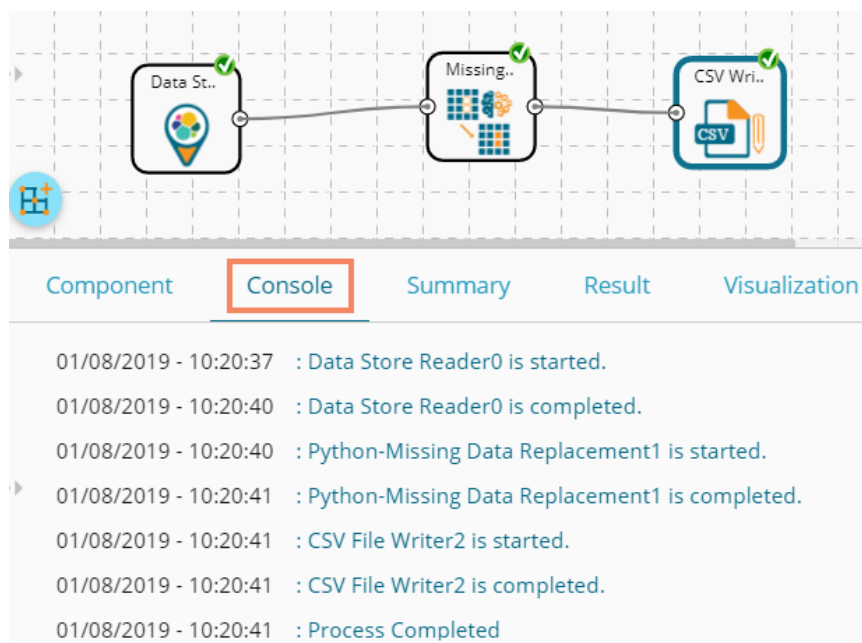 Data St..
Missing..
CSV Wri..
CSV
Component Console Summary Result Visualization
01/08/2019 - 10:20:37 : Data Store Reader0 is started.
01/08/2019 - 10:20:40 : Data Store Reader0 is completed.
01/08/2019 - 10:20:40 : Python-Missing Data Replacement1 is started.
01/08/2019 - 10:20:41 : Python-Missing Data Replacement1 is completed.
01/08/2019 - 10:20:41 : CSV File Writer2 is started.
01/08/2019 - 10:20:41 : CSV File Writer2 is completed.
01/08/2019 - 10:20:41 : Process Completed